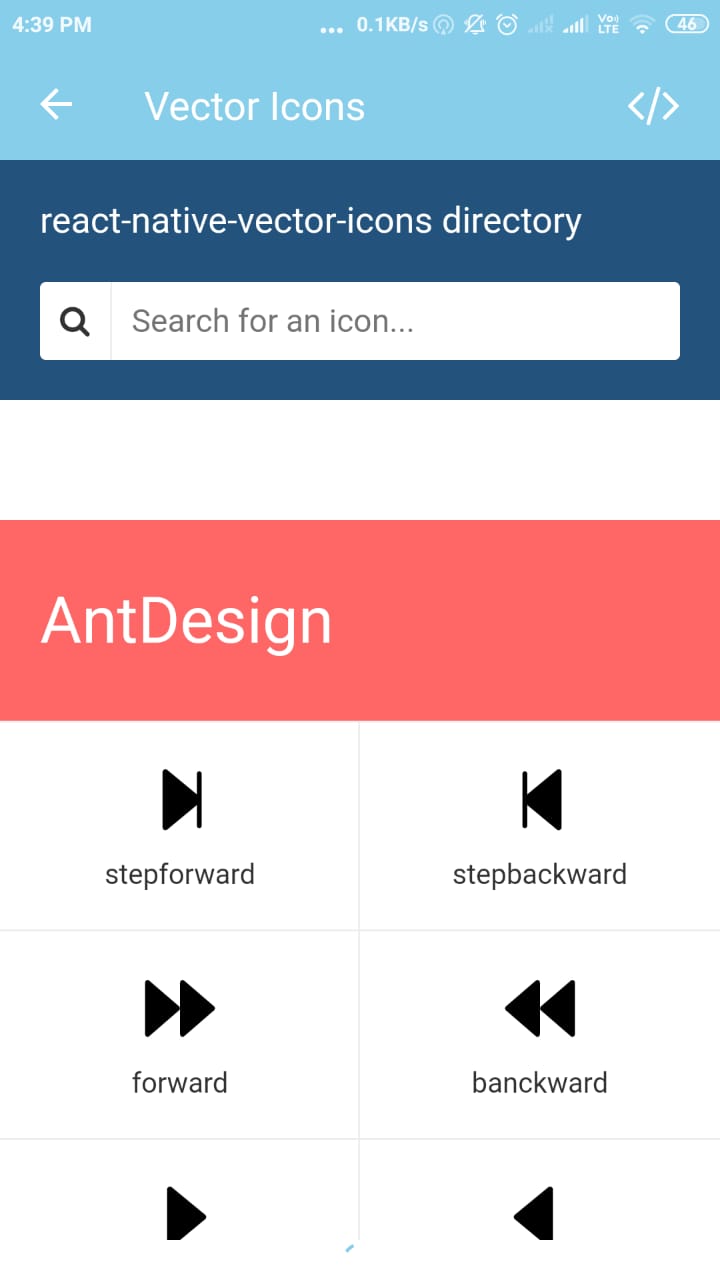 4:39 PM
... 0.1KB/s
Vo))
LTE
46
Vector Icons
</>
react-native-vector-icons directory
Search for an icon...
AntDesign
stepforward
stepbackward
forward
banckward